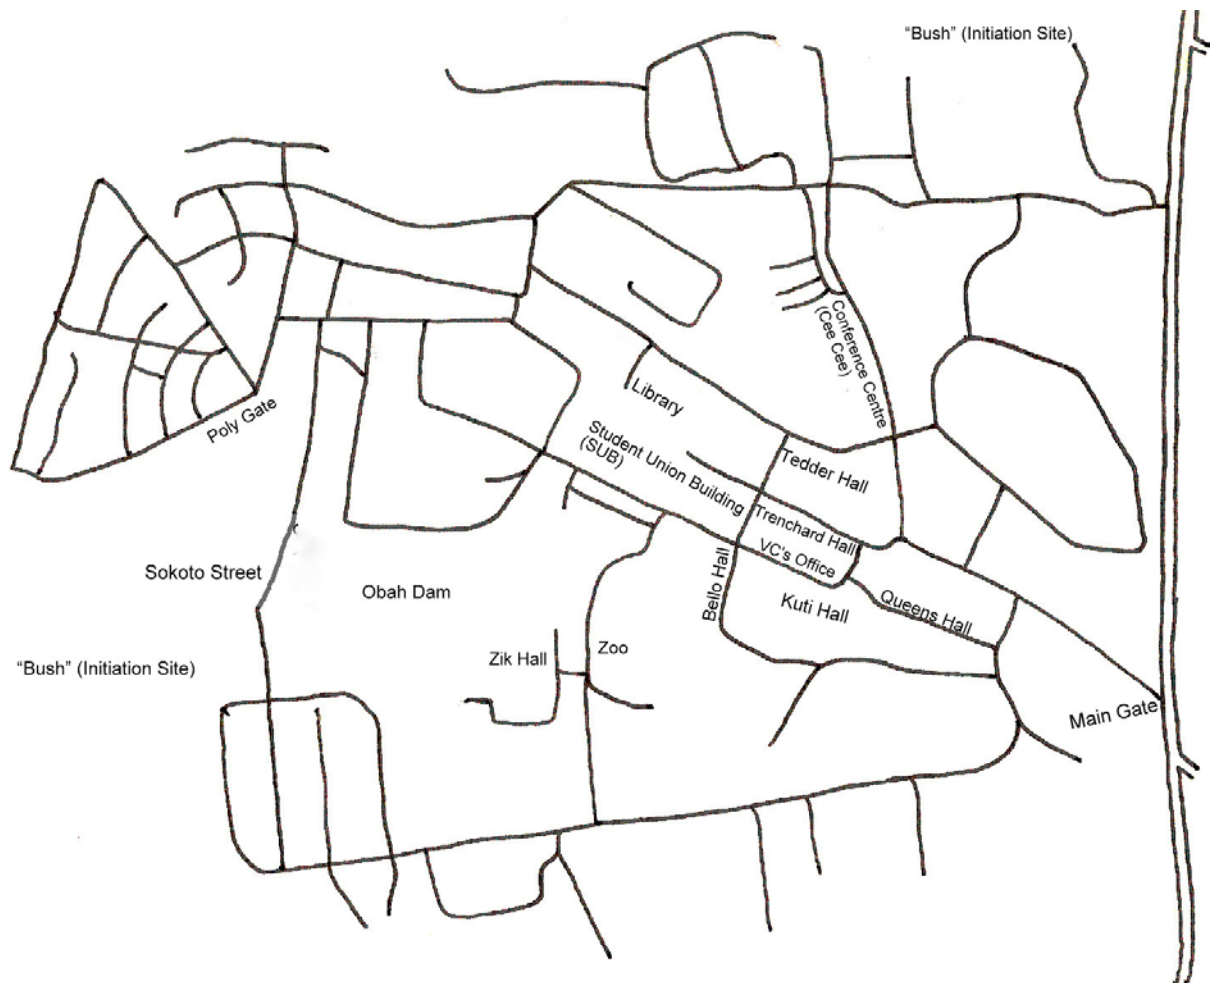 “Bush” (Initiation Site)
Conference Centre
(Cee Cee)
Poly Gate
Library
Student Union Building
(SUB)
Tedder Hall
Trenchard Hall
VC's Office
Bello Hall
Kuti Hall
Queens Hall
Sokoto Street
Obah Dam
Zik Hall
Zoo
“Bush” (Initiation Site)
Main Gate